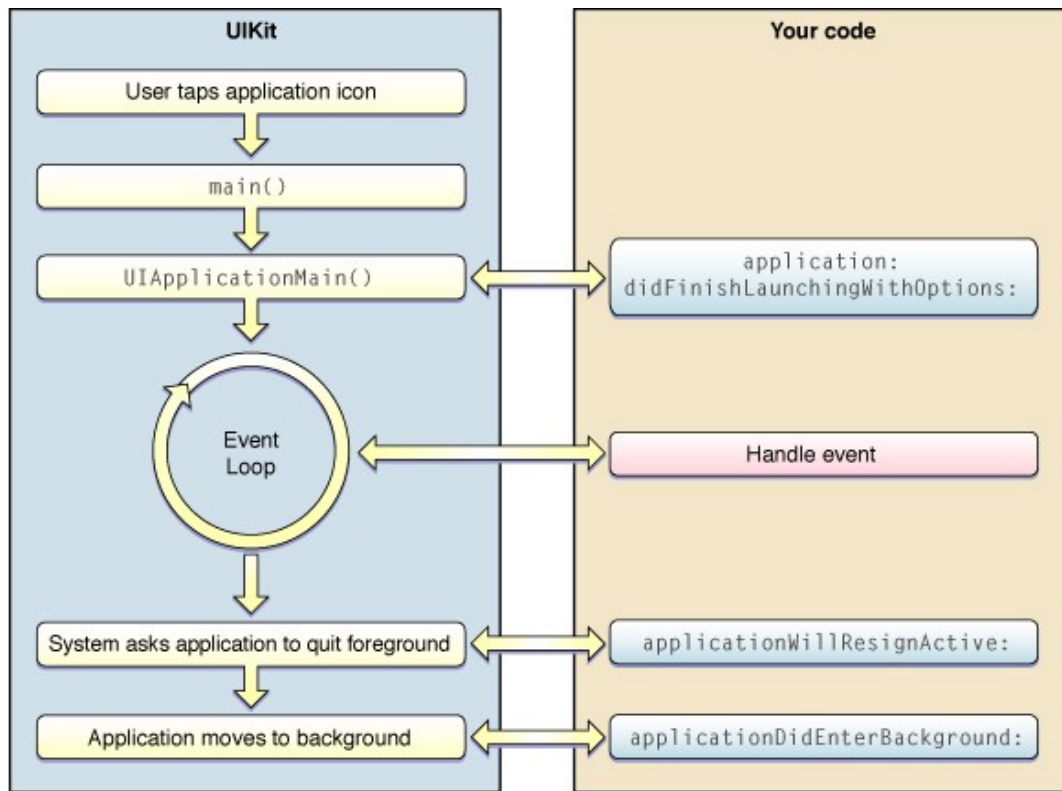 UIKit
Your code
User taps application icon
main()
UIApplicationMain()
application:
didFinishLaunchingWithOptions:
Event
Loop
Handle event
System asks application to quit foreground
applicationWillResignActive:
Application moves to background
applicationDidEnterBackground: